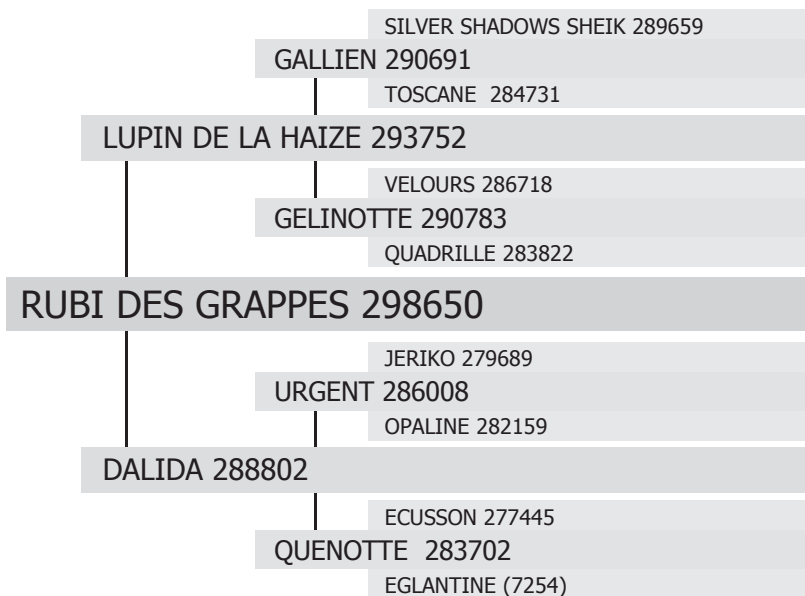 SILVER SHADOWS SHEIK 289659
GALLIEN 290691
TOSCANE 284731
LUPIN DE LA HAIZE 293752
VELOURS 286718
GELINOTTE 290783
QUADRILLE 283822
RUBI DES GRAPPES 298650
JERIKO 279689
URGENT 286008
OPALINE 282159
DALIDA 288802
ECUSSON 277445
QUENOTTE 283702
EGLANTINE (7254)